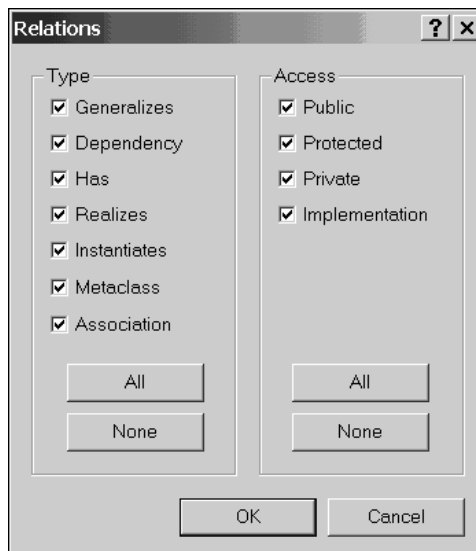 Relations
? ×
Type
Generalizes
Dependency
Has
Realizes
Instantiates
Metaclass
Association
All
None
Access
Public
Protected
Private
Implementation
All
None
OK
Cancel